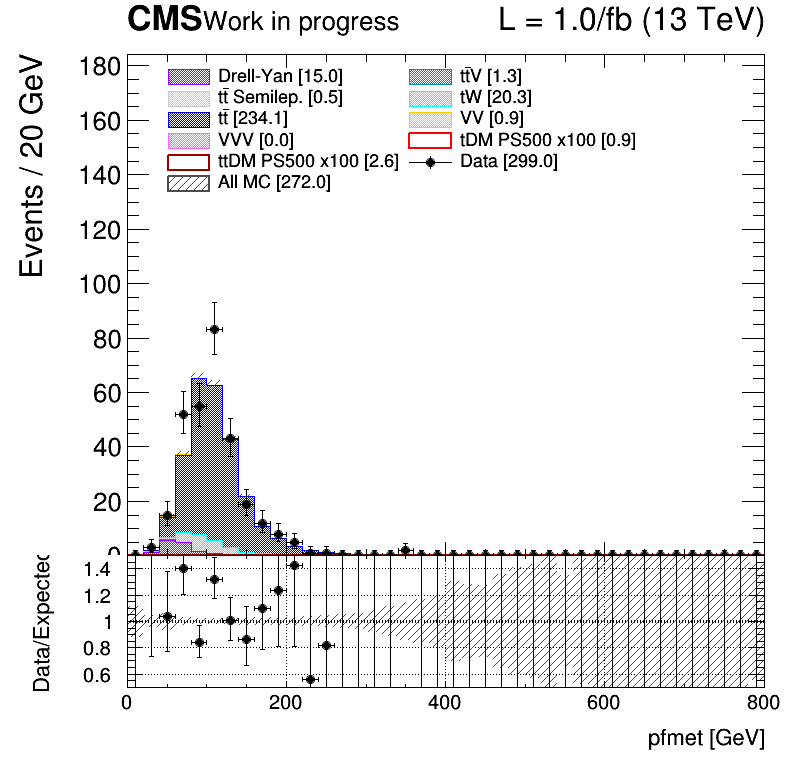 CMS Work in progress L = 1.0/fb (13 TeV)
Events / 20 GeV
180
160
140
120
100
80
60
40
20
0
Drell-Yan [15.0] tt̄V [1.3]
tt̄ Semilep. [0.5] tW [20.3]
tt̄ [234.1] VV [0.9]
VVV [0.0] tDM PS500 x100 [0.9]
ttDM PS500 x100 [2.6] Data [299.0]
All MC [272.0]
Data/Expected
1.4
1.2
1
0.8
0.6
0 200 400 600 800
pfmet [GeV]